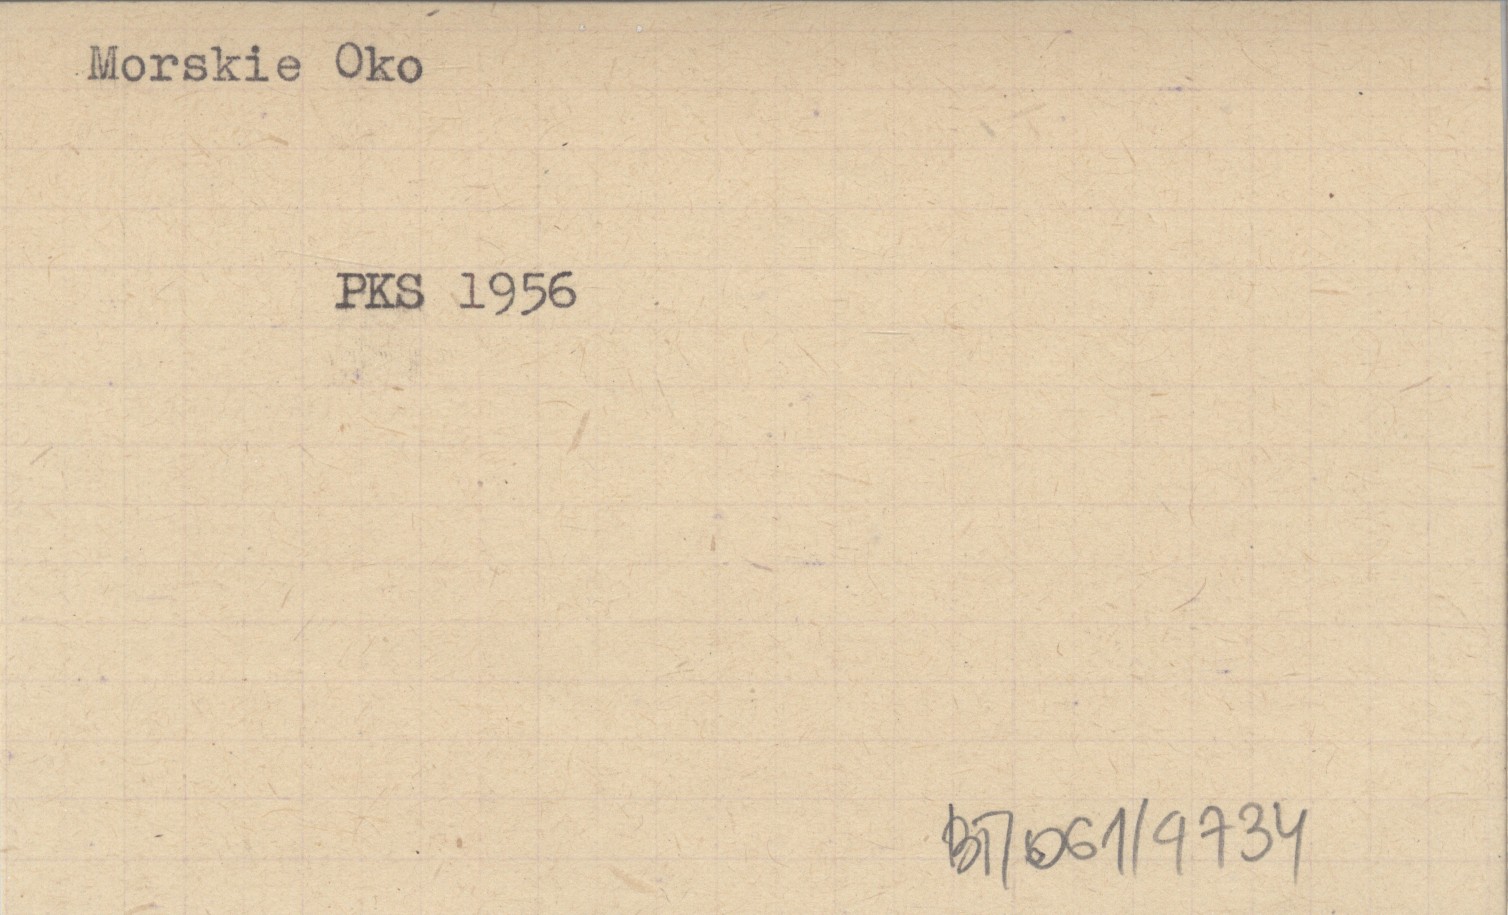 Morskie Oko
PKS 1956
BT/061/9734